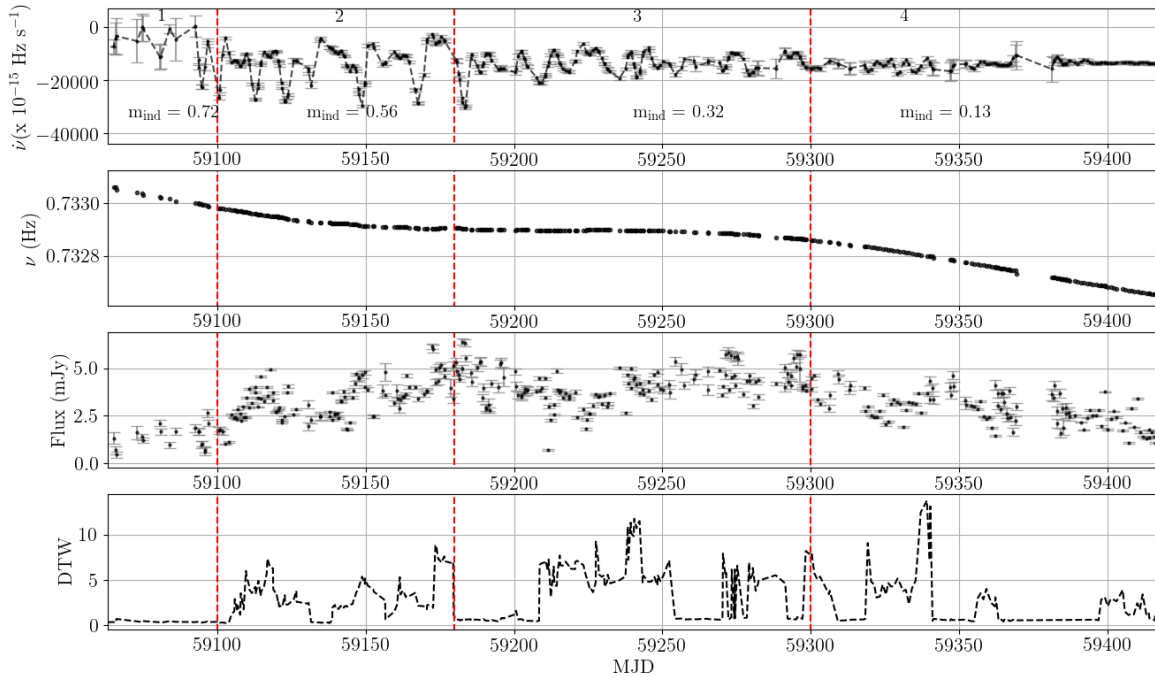 1 2 3 4
0
−20000
−40000
ν̇(x 10⁻¹⁵ Hz s⁻¹)
m_ind = 0.72 m_ind = 0.56 m_ind = 0.32 m_ind = 0.13
59100 59150 59200 59250 59300 59350 59400
0.7330
0.7328
ν (Hz)
59100 59150 59200 59250 59300 59350 59400
5.0
2.5
0.0
Flux (mJy)
59100 59150 59200 59250 59300 59350 59400
10
5
0
DTW
59100 59150 59200 59250 59300 59350 59400
MJD